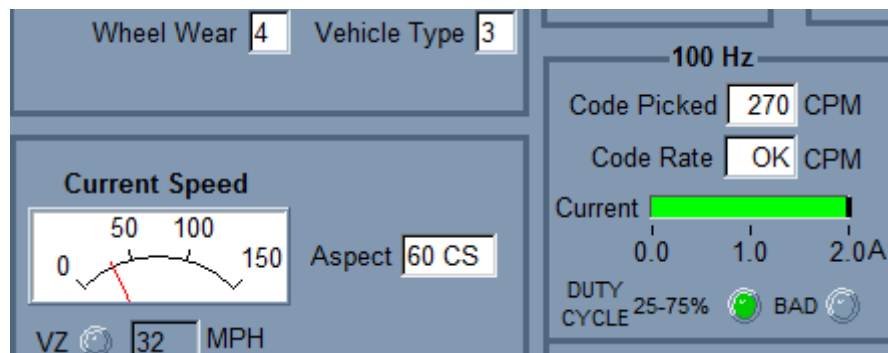 Wheel Wear 4 Vehicle Type 3
Current Speed
0 50 100 150
Aspect 60 CS
VZ 32 MPH
100 Hz
Code Picked 270 CPM
Code Rate OK CPM
Current
0.0 1.0 2.0A
DUTY
CYCLE 25-75% BAD